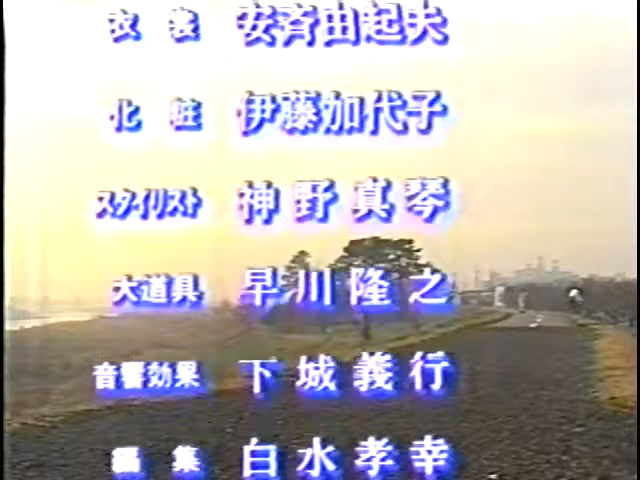 衣裳 安斉由起夫
化粧 伊藤加代子
スタイリスト 神野真琴
大道具 早川隆之
音響効果 下城義行
編集 白水孝幸